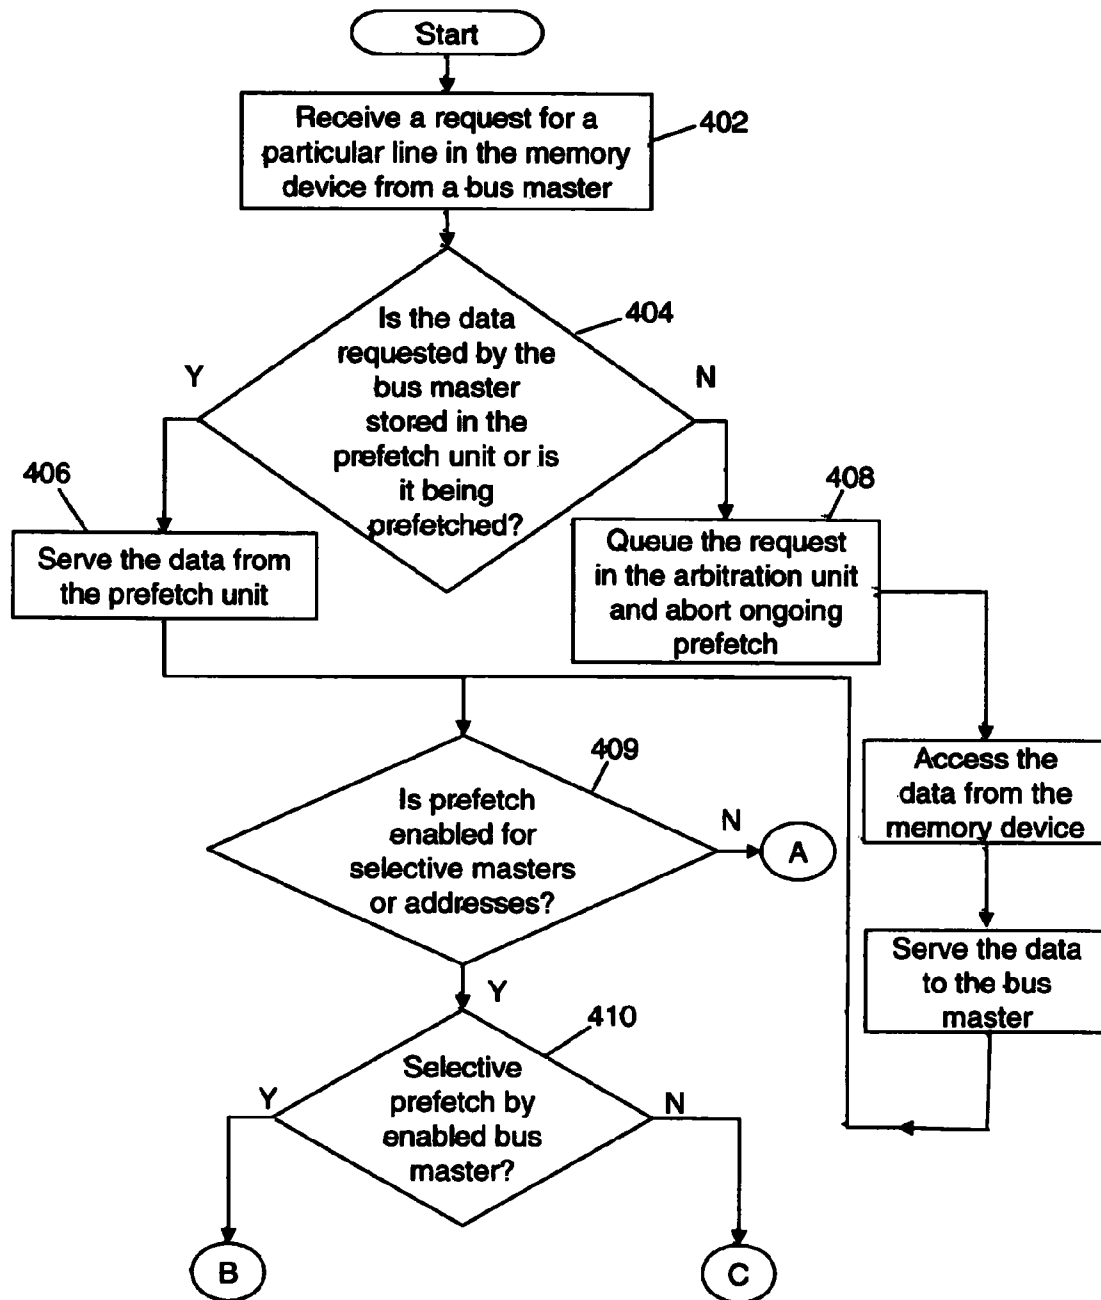 Start
Receive a request for a
particular line in the memory
device from a bus master
402
Is the data
requested by the
bus master
stored in the
prefetch unit or is
it being
prefetched?
404
Y
N
406
Serve the data from
the prefetch unit
408
Queue the request
in the arbitration unit
and abort ongoing
prefetch
409
Is prefetch
enabled for
selective masters
or addresses?
N
A
Access the
data from the
memory device
Serve the data
to the bus
master
Y
410
Selective
prefetch by
enabled bus
master?
Y
N
B
C